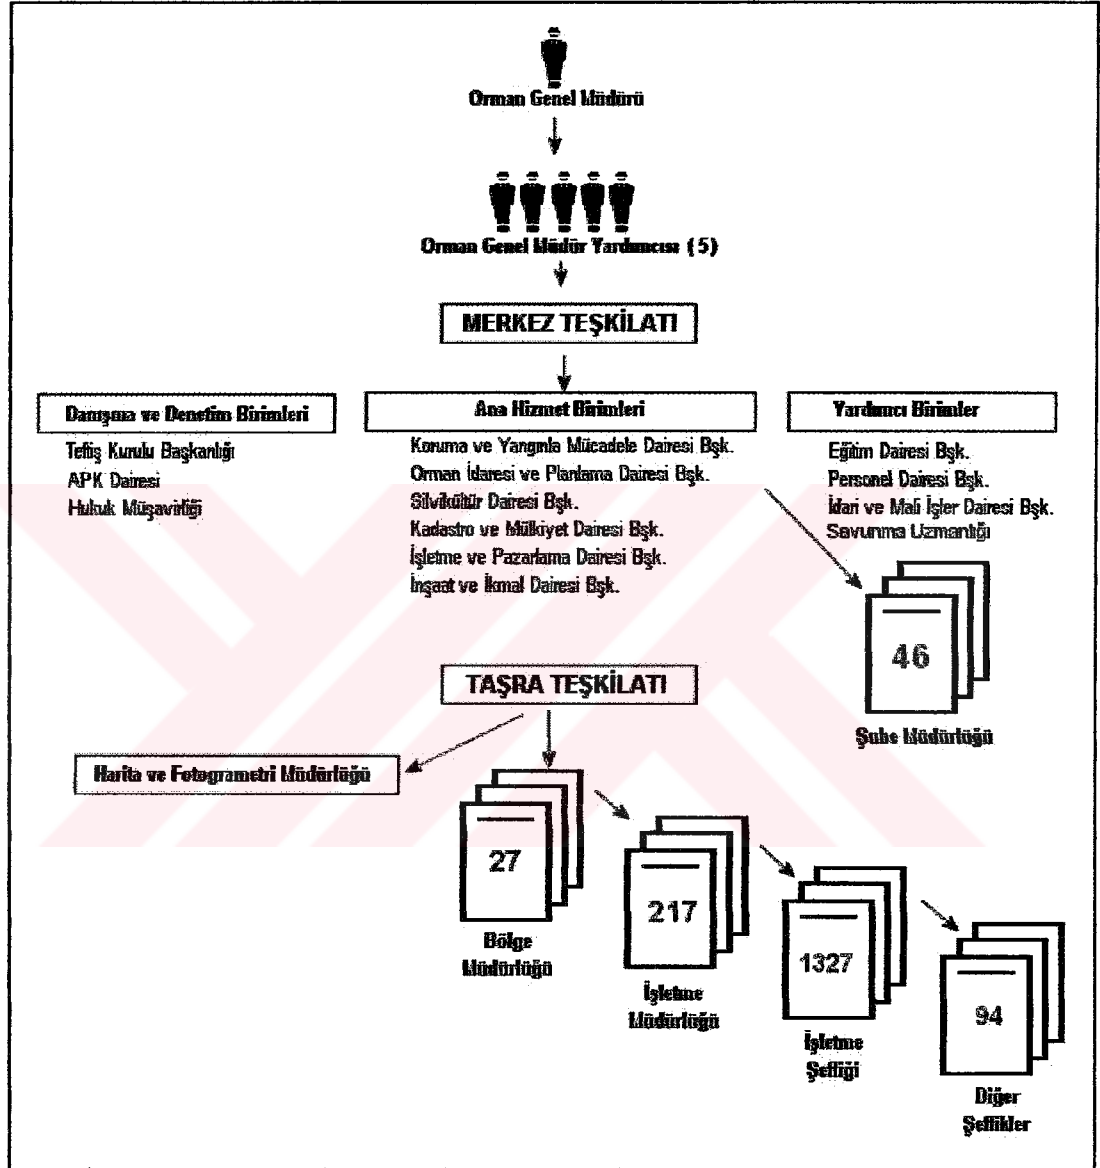 Orman Genel Müdürü
Orman Genel Müdür Yardımcısı (5)
MERKEZ TEŞKİLATI
Danışma ve Denetim Birimleri
Teftiş Kurulu Başkanlığı
APK Dairesi
Hukuk Müşavirliği
Ana Hizmet Birimleri
Koruma ve Yangınla Mücadele Dairesi Bşk.
Orman İdaresi ve Planlama Dairesi Bşk.
Silvikültür Dairesi Bşk.
Kadastro ve Mülkiyet Dairesi Bşk.
İşletme ve Pazarlama Dairesi Bşk.
İnşaat ve İkmal Dairesi Bşk.
Yardımcı Birimler
Eğitim Dairesi Bşk.
Personel Dairesi Bşk.
İdari ve Mali İşler Dairesi Bşk.
Savunma Uzmanlığı
46
Şube Müdürlüğü
TAŞRA TEŞKİLATI
Harita ve Fotogrametri Müdürlüğü
27
Bölge
Müdürlüğü
217
İşletme
Müdürlüğü
1327
İşletme
Şefliği
94
Diğer
Şeflikler